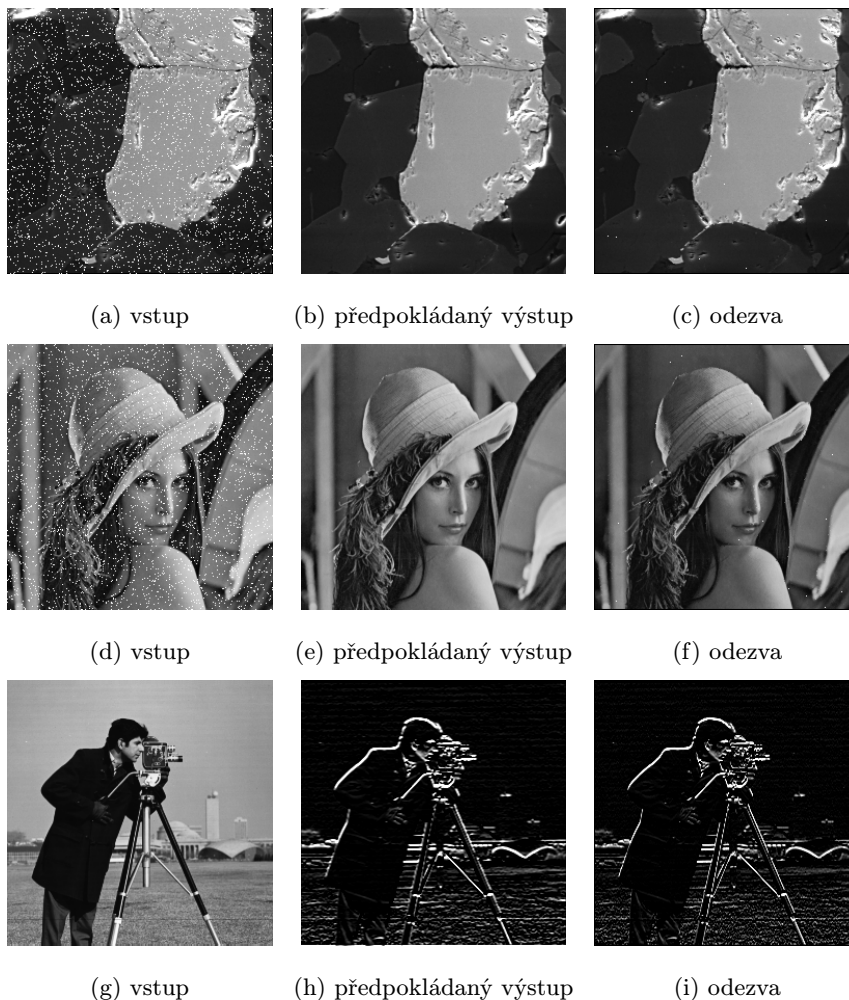 (a) vstup (b) předpokládaný výstup (c) odezva
(d) vstup (e) předpokládaný výstup (f) odezva
(g) vstup (h) předpokládaný výstup (i) odezva